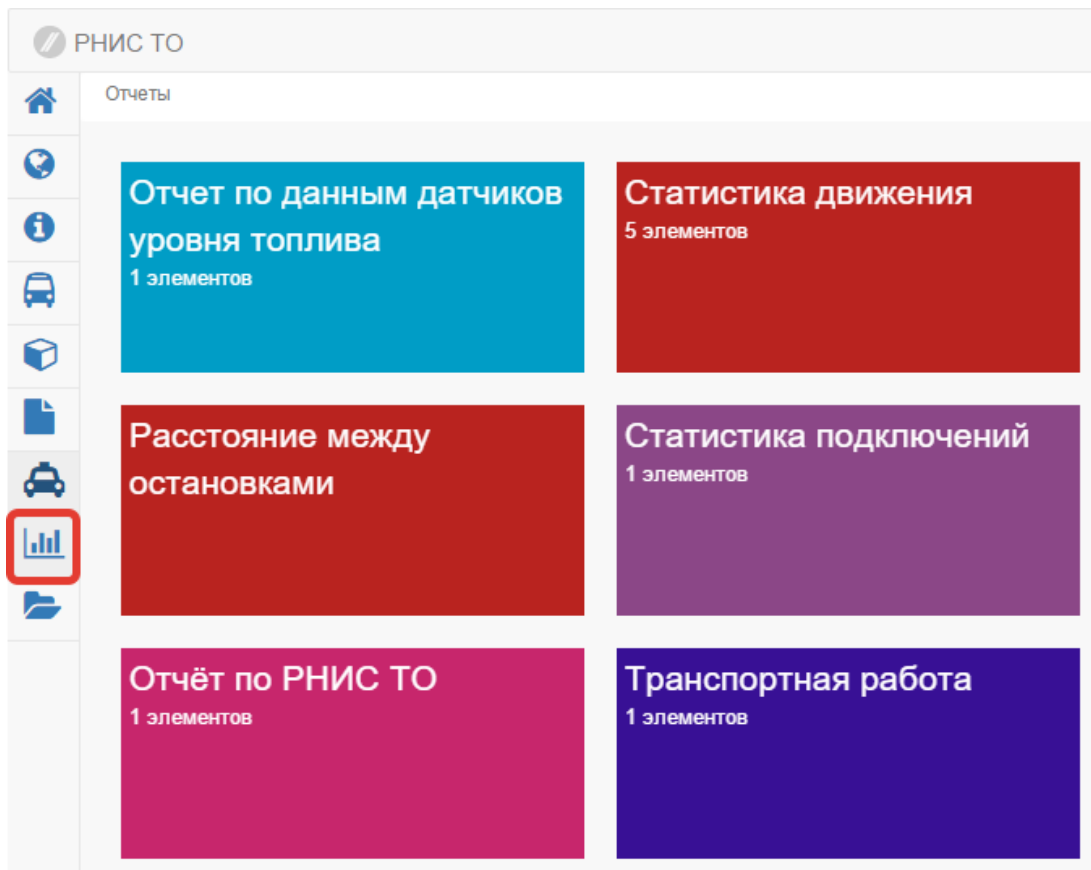 РНИС ТО
Отчеты
Отчет по данным датчиков
уровня топлива
1 элементов
Статистика движения
5 элементов
Расстояние между
остановками
Статистика подключений
1 элементов
Отчёт по РНИС ТО
1 элементов
Транспортная работа
1 элементов